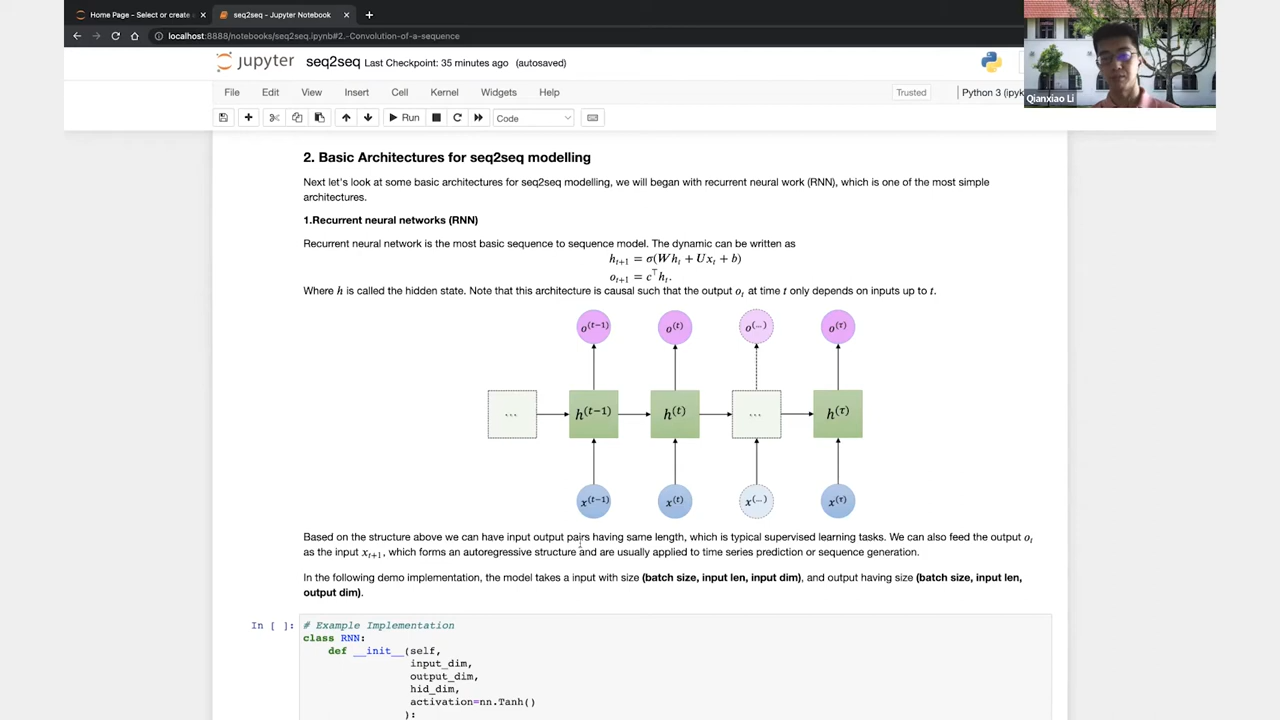 Home Page - Select or create
seq2seq - Jupyter Notebook
localhost:8888/notebooks/seq2seq.ipynb#2.-Convolution-of-a-sequence
jupyter seq2seq Last Checkpoint: 35 minutes ago (autosaved)
File Edit View Insert Cell Kernel Widgets Help Trusted Python 3 (ipyk
Qianxiao Li
Run Code
2. Basic Architectures for seq2seq modelling
Next let's look at some basic architectures for seq2seq modelling, we will began with recurrent neural work (RNN), which is one of the most simple
architectures.
1.Recurrent neural networks (RNN)
Recurrent neural network is the most basic sequence to sequence model. The dynamic can be written as
h_{t+1} = σ(Wh_t + Ux_t + b)
o_{t+1} = c^⊤h_t.
Where h is called the hidden state. Note that this architecture is causal such that the output o_t at time t only depends on inputs up to t.
o^{(t−1)} o^{(t)} o^{(...)} o^{(τ)}
... h^{(t−1)} h^{(t)} ... h^{(τ)}
x^{(t−1)} x^{(t)} x^{(...)} x^{(τ)}
Based on the structure above we can have input output pairs having same length, which is typical supervised learning tasks. We can also feed the output o_t
as the input x_{t+1}, which forms an autoregressive structure and are usually applied to time series prediction or sequence generation.
In the following demo implementation, the model takes a input with size (batch size, input len, input dim), and output having size (batch size, input len,
output dim).
In [ ]: # Example Implementation
class RNN:
def __init__(self,
input_dim,
output_dim,
hid_dim,
activation=nn.Tanh()
):